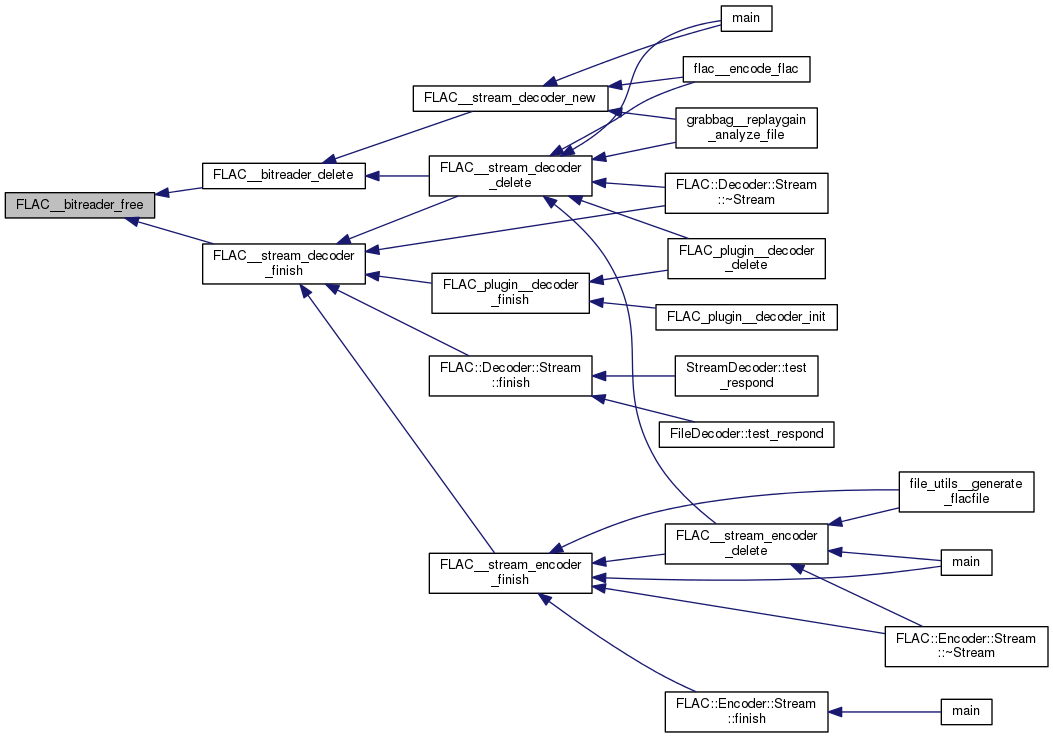 main
flac__encode_flac
FLAC__stream_decoder_new
grabbag__replaygain
_analyze_file
FLAC__bitreader_delete
FLAC__stream_decoder
_delete
FLAC::Decoder::Stream
::~Stream
FLAC__bitreader_free
FLAC__stream_decoder
_finish
FLAC_plugin__decoder
_delete
FLAC_plugin__decoder
_finish
FLAC_plugin__decoder_init
FLAC::Decoder::Stream
::finish
StreamDecoder::test
_respond
FileDecoder::test_respond
file_utils__generate
_flacfile
FLAC__stream_encoder
_delete
FLAC__stream_encoder
_finish
main
FLAC::Encoder::Stream
::~Stream
FLAC::Encoder::Stream
::finish
main